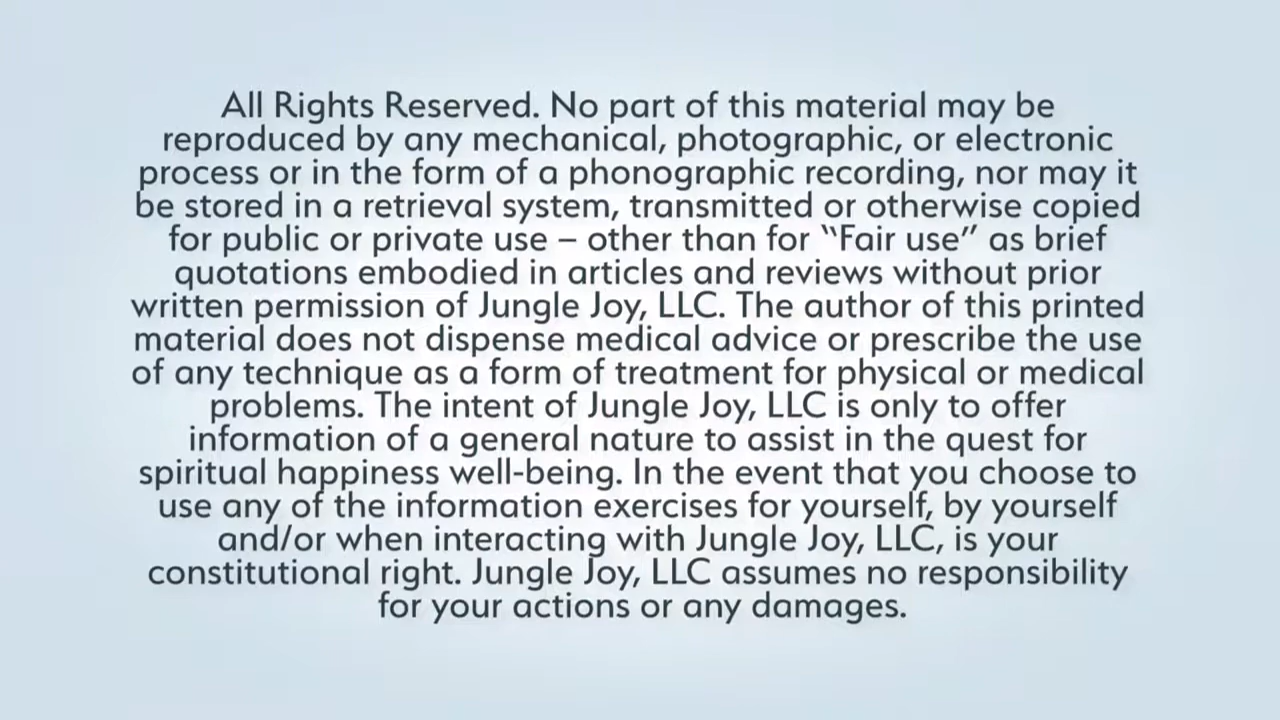 All Rights Reserved. No part of this material may be
reproduced by any mechanical, photographic, or electronic
process or in the form of a phonographic recording, nor may it
be stored in a retrieval system, transmitted or otherwise copied
for public or private use – other than for “Fair use” as brief
quotations embodied in articles and reviews without prior
written permission of Jungle Joy, LLC. The author of this printed
material does not dispense medical advice or prescribe the use
of any technique as a form of treatment for physical or medical
problems. The intent of Jungle Joy, LLC is only to offer
information of a general nature to assist in the quest for
spiritual happiness well-being. In the event that you choose to
use any of the information exercises for yourself, by yourself
and/or when interacting with Jungle Joy, LLC, is your
constitutional right. Jungle Joy, LLC assumes no responsibility
for your actions or any damages.